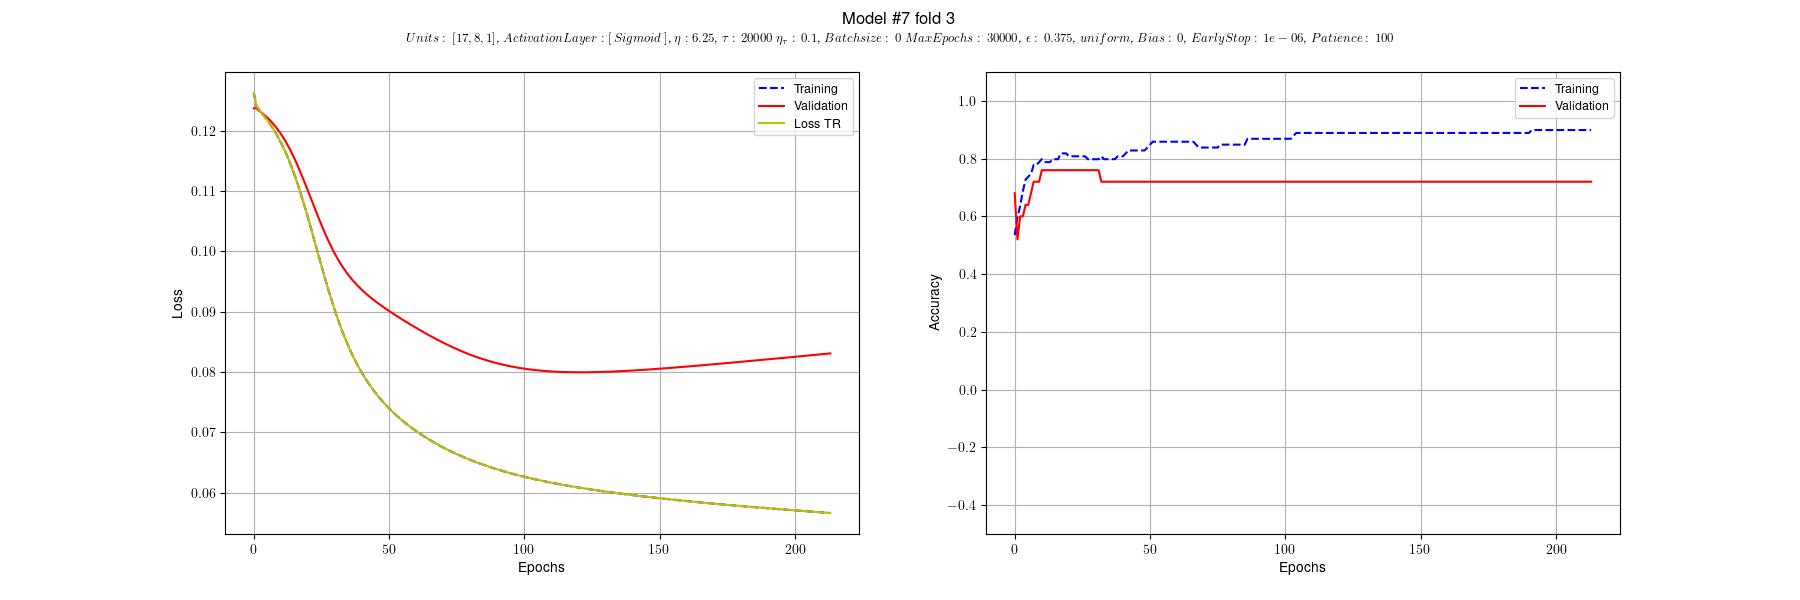 Model #7 fold 3
Units : [17, 8, 1], ActivationLayer : [ Sigmoid ], η : 6.25, τ : 20000 η_τ : 0.1, Batchsize : 0 MaxEpochs : 30000, ϵ : 0.375, uniform, Bias : 0, EarlyStop : 1e − 06, Patience : 100
Training
Validation
Loss TR
0.12
0.11
0.10
0.09
0.08
0.07
0.06
Loss
0 50 100 150 200
Epochs
Training
Validation
1.0
0.8
0.6
0.4
0.2
0.0
−0.2
−0.4
Accuracy
0 50 100 150 200
Epochs